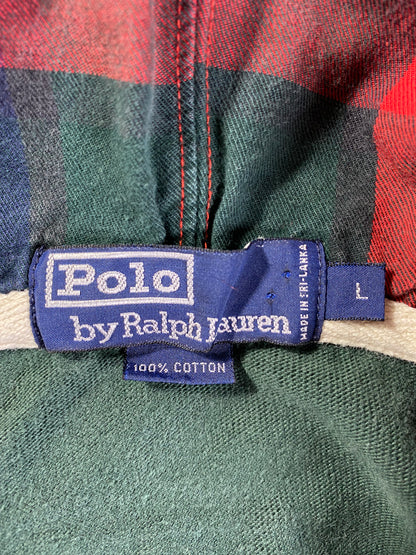 Polo
by Ralph Lauren
MADE IN SRI-LANKA
L
100% COTTON